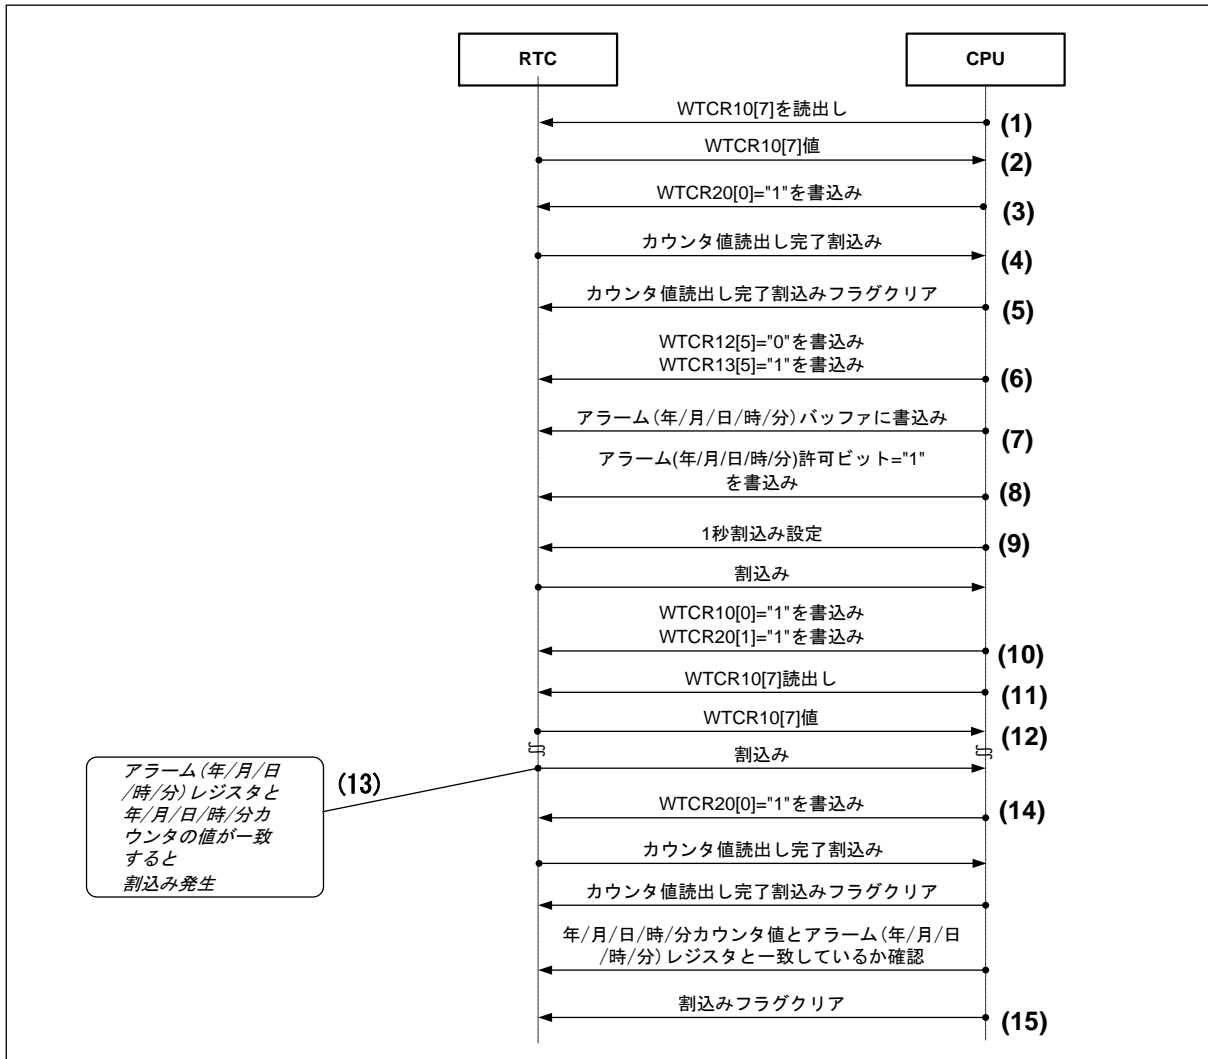 RTC
CPU
WTCR10[7]を読出し
(1)
WTCR10[7]値
(2)
WTCR20[0]="1"を書込み
(3)
カウンタ値読出し完了割込み
(4)
カウンタ値読出し完了割込みフラグクリア
(5)
WTCR12[5]="0"を書込み
WTCR13[5]="1"を書込み
(6)
アラーム(年/月/日/時/分)バッファに書込み
(7)
アラーム(年/月/日/時/分)許可ビット="1"
を書込み
(8)
1秒割込み設定
(9)
割込み
WTCR10[0]="1"を書込み
WTCR20[1]="1"を書込み
(10)
WTCR10[7]読出し
(11)
WTCR10[7]値
(12)
割込み
アラーム(年/月/日
/時/分)レジスタと
年/月/日/時/分カ
ウンタの値が一致
すると
割込み発生
(13)
WTCR20[0]="1"を書込み
(14)
カウンタ値読出し完了割込み
カウンタ値読出し完了割込みフラグクリア
年/月/日/時/分カウンタ値とアラーム(年/月/日
/時/分)レジスタと一致しているか確認
割込みフラグクリア
(15)